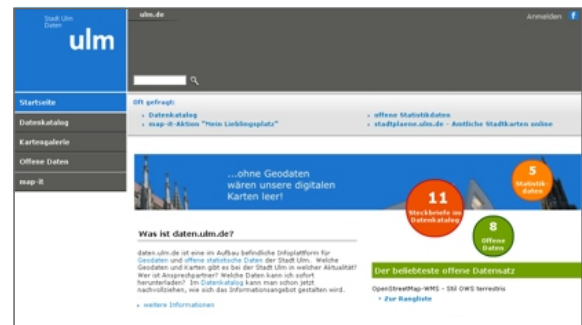 Stadt Ulm
Daten
ulm
ulm.de
Anmelden f
Startseite
Datenkatalog
Kartengalerie
Offene Daten
map-it
Oft gefragt:
Datenkatalog
map-it-Aktion "Mein Lieblingsplatz"
offene Statistikdaten
stadtplaene.ulm.de - Amtliche Stadtkarten online
...ohne Geodaten
wären unsere digitalen
Karten leer!
5
Statistik-
daten
11
Steckbriefe im
Datenkatalog
8
Offene
Daten
Was ist daten.ulm.de?
daten.ulm.de ist eine im Aufbau befindliche Infoplattform für
Geodaten und offene statistische Daten der Stadt Ulm. Welche
Geodaten und Karten gibt es bei der Stadt Ulm in welcher Aktualität?
Wer ist Ansprechpartner? Welche Daten kann ich sofort
herunterladen? Im Datenkatalog kann man schon jetzt
nachvollziehen, wie sich das Informationsangebot gestalten wird.
weitere Informationen
Der beliebteste offene Datensatz
OpenStreetMap-WMS - Stil OWS terrestris
Zur Rangliste